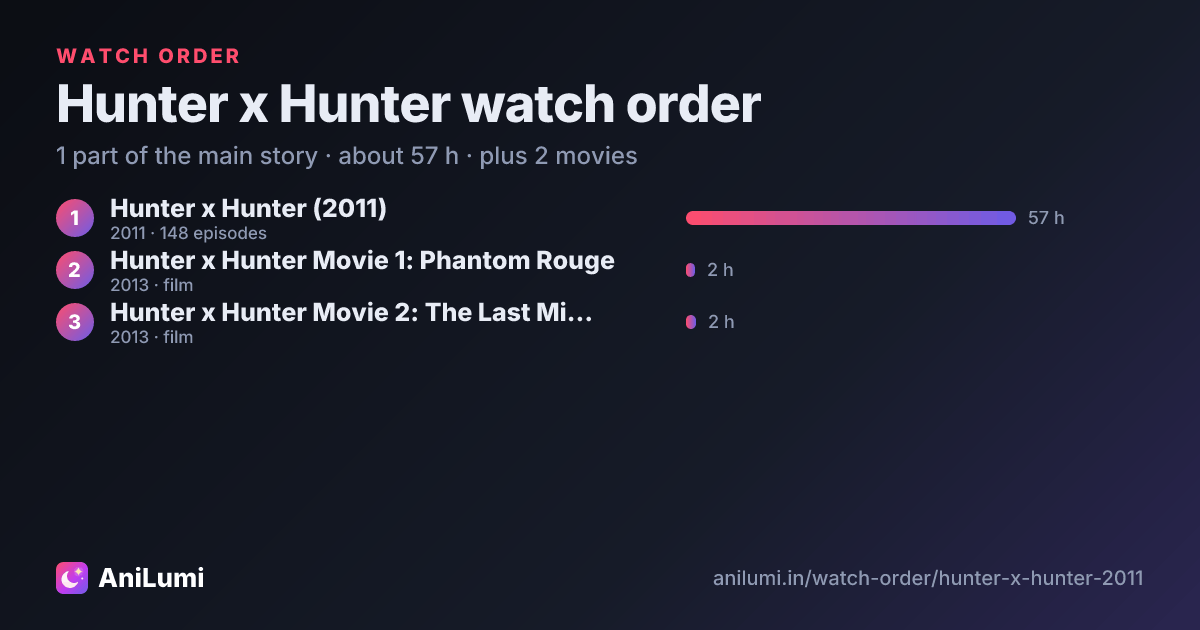 WATCH ORDER
Hunter x Hunter watch order
1 part of the main story · about 57 h · plus 2 movies
1 Hunter x Hunter (2011) 57 h
2011 · 148 episodes
2 Hunter x Hunter Movie 1: Phantom Rouge 2 h
2013 · film
3 Hunter x Hunter Movie 2: The Last Mi... 2 h
2013 · film
AniLumi anilumi.in/watch-order/hunter-x-hunter-2011